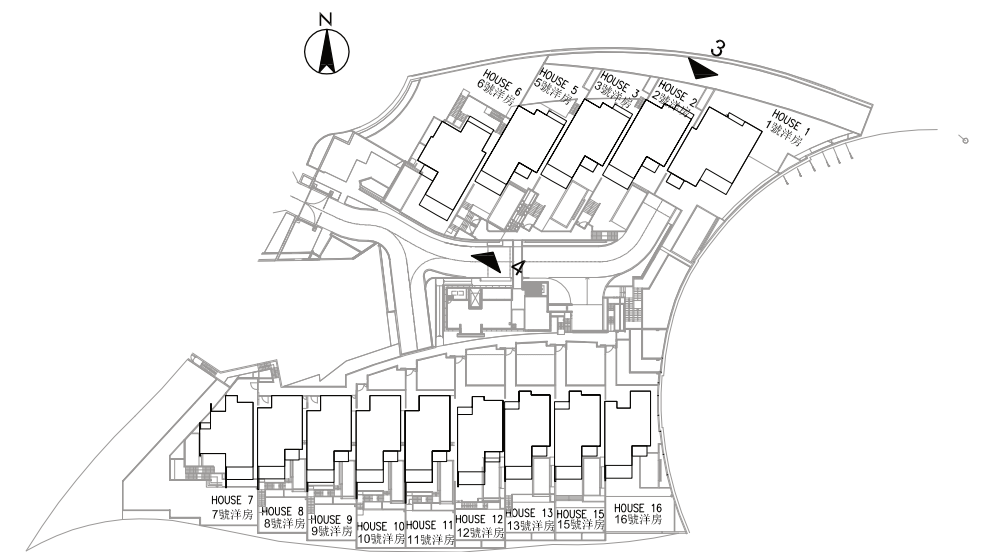 N
3
HOUSE 6
6號洋房
HOUSE 5
5號洋房
HOUSE 3
3號洋房
HOUSE 2
2號洋房
HOUSE 1
1號洋房
4
HOUSE 7
7號洋房
HOUSE 8
8號洋房
HOUSE 9
9號洋房
HOUSE 10
10號洋房
HOUSE 11
11號洋房
HOUSE 12
12號洋房
HOUSE 13
13號洋房
HOUSE 15
15號洋房
HOUSE 16
16號洋房